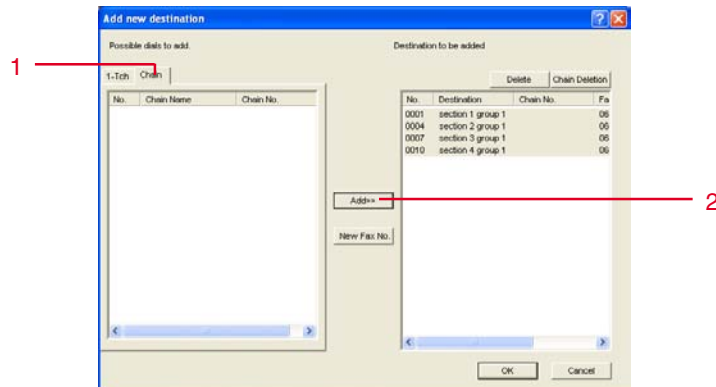 Add new destination
Possible dials to add.
Destination to be added
1
1-Tch Chain
Delete Chain Deletion
No. Chain Name Chain No.
No. Destination Chain No. Fa
0001 section 1 group 1 06
0004 section 2 group 1 06
0007 section 3 group 1 06
0010 section 4 group 1 06
Add>>
2
New Fax No.
OK Cancel